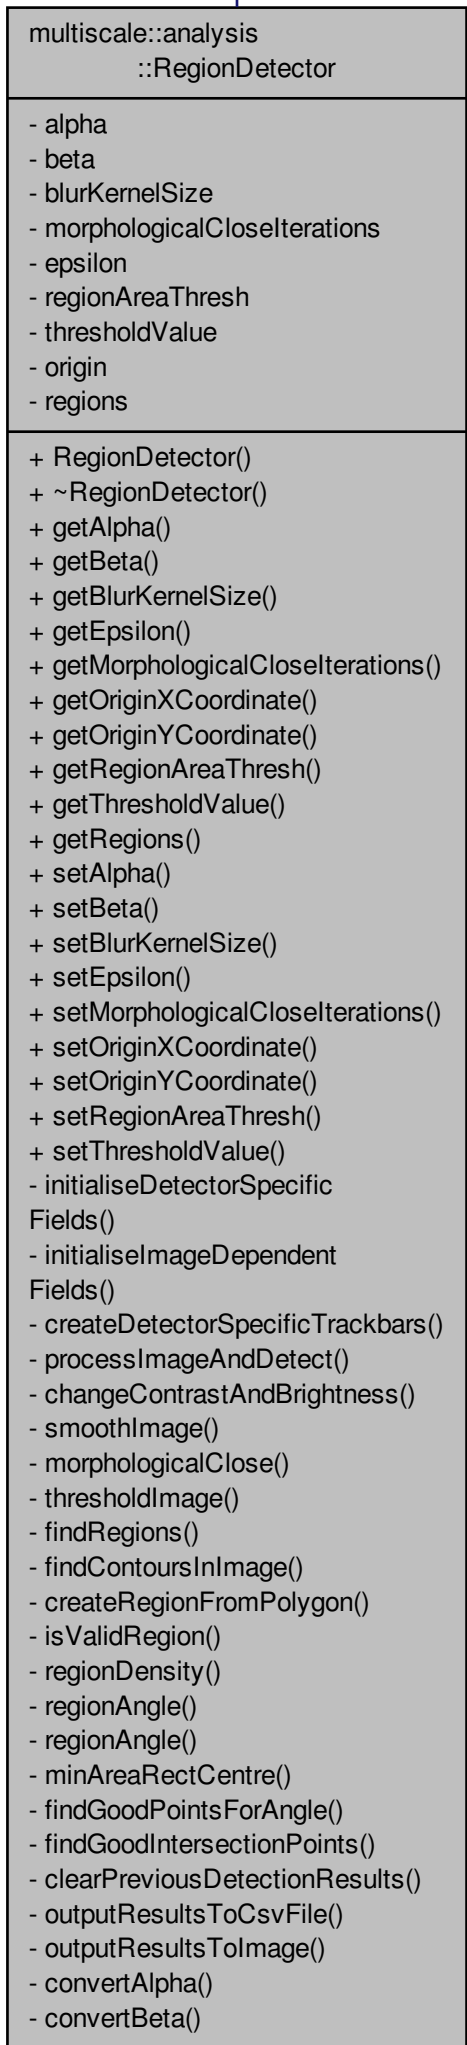 multiscale::analysis
::RegionDetector
- alpha
- beta
- blurKernelSize
- morphologicalCloseIterations
- epsilon
- regionAreaThresh
- thresholdValue
- origin
- regions
+ RegionDetector()
+ ~RegionDetector()
+ getAlpha()
+ getBeta()
+ getBlurKernelSize()
+ getEpsilon()
+ getMorphologicalCloseIterations()
+ getOriginXCoordinate()
+ getOriginYCoordinate()
+ getRegionAreaThresh()
+ getThresholdValue()
+ getRegions()
+ setAlpha()
+ setBeta()
+ setBlurKernelSize()
+ setEpsilon()
+ setMorphologicalCloseIterations()
+ setOriginXCoordinate()
+ setOriginYCoordinate()
+ setRegionAreaThresh()
+ setThresholdValue()
- initialiseDetectorSpecific
Fields()
- initialiseImageDependent
Fields()
- createDetectorSpecificTrackbars()
- processImageAndDetect()
- changeContrastAndBrightness()
- smoothImage()
- morphologicalClose()
- thresholdImage()
- findRegions()
- findContoursInImage()
- createRegionFromPolygon()
- isValidRegion()
- regionDensity()
- regionAngle()
- regionAngle()
- minAreaRectCentre()
- findGoodPointsForAngle()
- findGoodIntersectionPoints()
- clearPreviousDetectionResults()
- outputResultsToCsvFile()
- outputResultsToImage()
- convertAlpha()
- convertBeta()